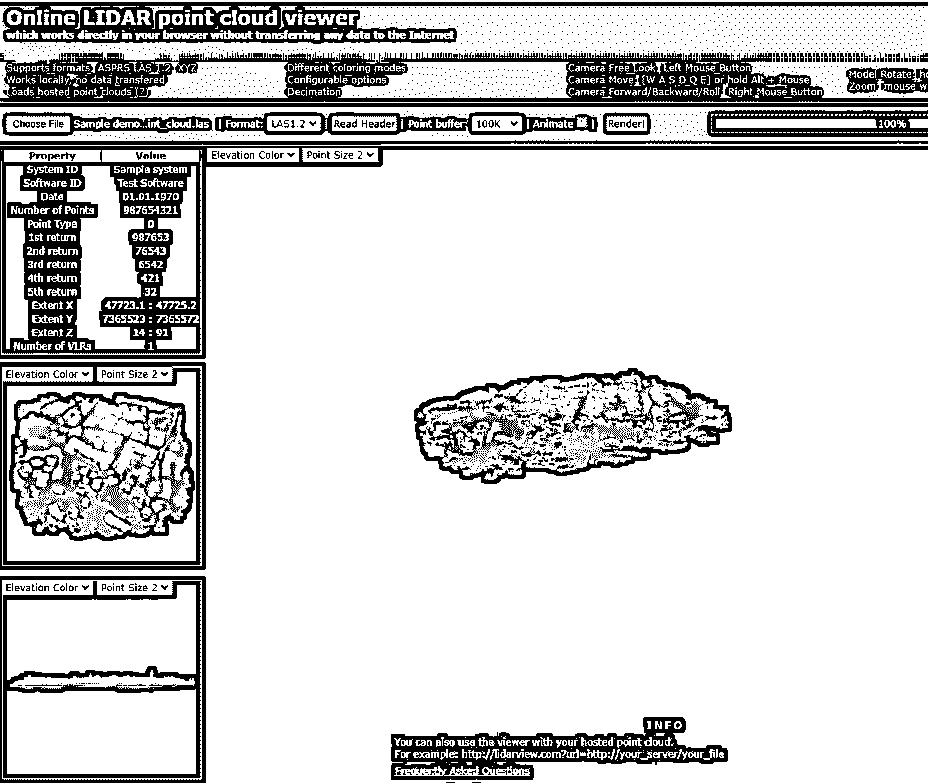 Online LIDAR point cloud viewer
which works directly in your browser without transferring any data to the Internet
Supports formats: ASPRS LAS 1.2, XYZ
Works locally, no data transfered
Loads hosted point clouds [?]
Different coloring modes
Configurable options
Decimation
Camera Free Look: Left Mouse Button
Camera Move: [W A S D Q E] or hold Alt + Mouse
Camera Forward/Backward/Roll: Right Mouse Button
Model Rotate: ho
Zoom: mouse w
Choose File Sample demo...int_cloud.las | Format: LAS1.2 Read Header | Point buffer 100K | Animate | Render! 100%
Property Value
System ID Sample system
Software ID Test Software
Date 01.01.1970
Number of Points 987654321
Point Type 0
1st return 987653
2nd return 76543
3rd return 6542
4th return 421
5th return 32
Extent X 47723.1 : 47725.2
Extent Y 7365523 : 7365572
Extent Z 14 : 91
Number of VLRs 1
Elevation Color Point Size 2
Elevation Color Point Size 2
Elevation Color Point Size 2
INFO
You can also use the viewer with your hosted point cloud.
For example: http://lidarview.com?url=http://your_server/your_file
Frequently Asked Questions